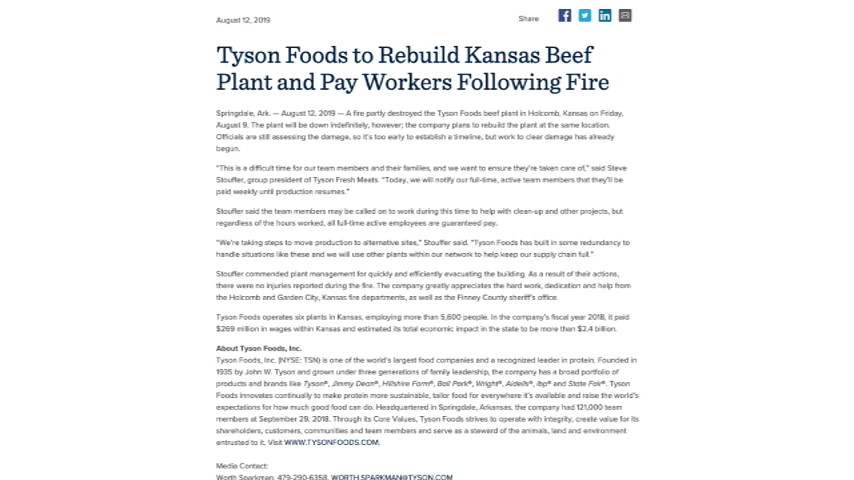 August 12, 2019
Share
Tyson Foods to Rebuild Kansas Beef
Plant and Pay Workers Following Fire
Springdale, Ark. — August 12, 2019 — A fire partly destroyed the Tyson Foods beef plant in Holcomb, Kansas on Friday,
August 9. The plant will be down indefinitely, however; the company plans to rebuild the plant at the same location.
Officials are still assessing the damage, so it's too early to establish a timeline, but work to clear damage has already
begun.
"This is a difficult time for our team members and their families, and we want to ensure they're taken care of," said Steve
Stouffer, group president of Tyson Fresh Meats. "Today, we will notify our full-time, active team members that they'll be
paid weekly until production resumes."
Stouffer said the team members may be called on to work during this time to help with clean-up and other projects, but
regardless of the hours worked, all full-time active employees are guaranteed pay.
"We're taking steps to move production to alternative sites," Stouffer said. "Tyson Foods has built in some redundancy to
handle situations like these and we will use other plants within our network to help keep our supply chain full."
Stouffer commended plant management for quickly and efficiently evacuating the building. As a result of their actions,
there were no injuries reported during the fire. The company greatly appreciates the hard work, dedication and help from
the Holcomb and Garden City, Kansas fire departments, as well as the Finney County sheriff's office.
Tyson Foods operates six plants in Kansas, employing more than 5,600 people. In the company's fiscal year 2018, it paid
$269 million in wages within Kansas and estimated its total economic impact in the state to be more than $2.4 billion.
About Tyson Foods, Inc.
Tyson Foods, Inc. (NYSE: TSN) is one of the world's largest food companies and a recognized leader in protein. Founded in
1935 by John W. Tyson and grown under three generations of family leadership, the company has a broad portfolio of
products and brands like Tyson®, Jimmy Dean®, Hillshire Farm®, Ball Park®, Wright®, Aidells®, ibp® and State Fair®. Tyson
Foods innovates continually to make protein more sustainable, tailor food for everywhere it's available and raise the world's
expectations for how much good food can do. Headquartered in Springdale, Arkansas, the company had 121,000 team
members at September 29, 2018. Through its Core Values, Tyson Foods strives to operate with integrity, create value for its
shareholders, customers, communities and team members and serve as a steward of the animals, land and environment
entrusted to it. Visit WWW.TYSONFOODS.COM.
Media Contact:
Worth Sparkman, 479-290-6358, WORTH.SPARKMAN@TYSON.COM